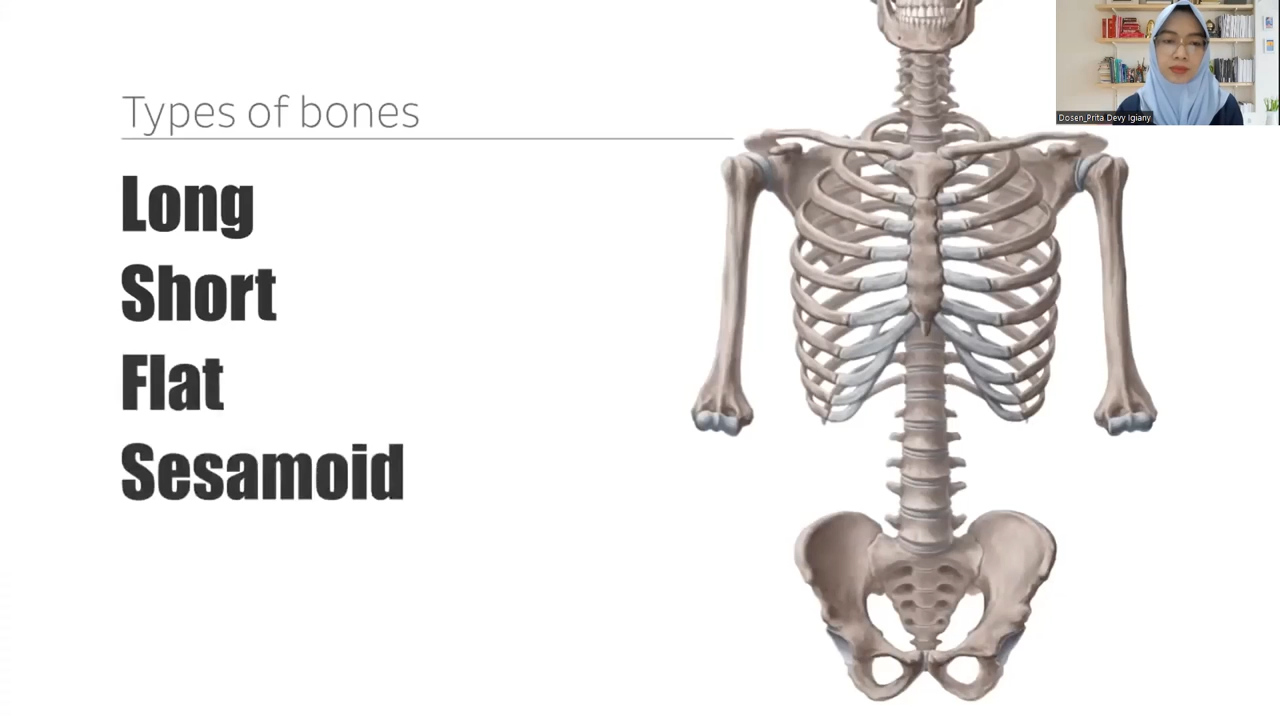 Types of bones
Long
Short
Flat
Sesamoid
Dosen_Prita Devy Igiany